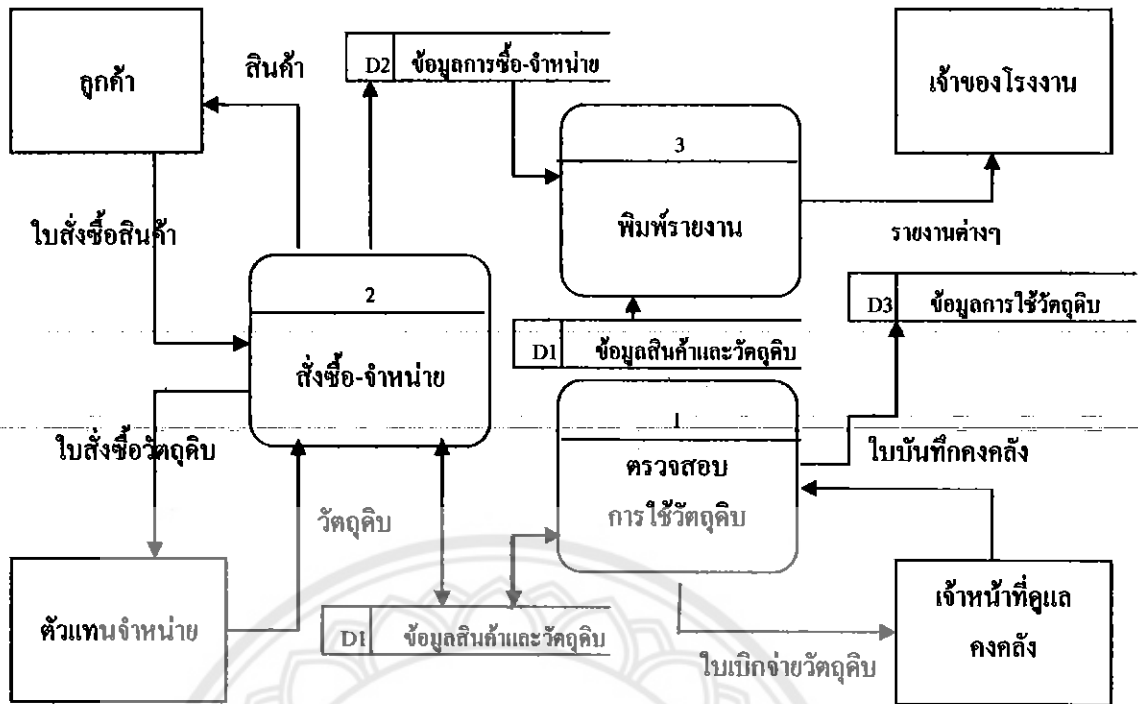 ลูกค้า
สินค้า
D2 ข้อมูลการซื้อ-จำหน่าย
เจ้าของโรงงาน
3
พิมพ์รายงาน
ใบสั่งซื้อสินค้า
รายงานต่างๆ
2
สั่งซื้อ-จำหน่าย
D3 ข้อมูลการใช้วัตถุดิบ
D1 ข้อมูลสินค้าและวัตถุดิบ
1
ตรวจสอบ
การใช้วัตถุดิบ
ใบสั่งซื้อวัตถุดิบ
ใบบันทึกคงคลัง
วัตถุดิบ
ตัวแทนจำหน่าย
D1 ข้อมูลสินค้าและวัตถุดิบ
ใบเบิกจ่ายวัตถุดิบ
เจ้าหน้าที่ดูแล
คงคลัง